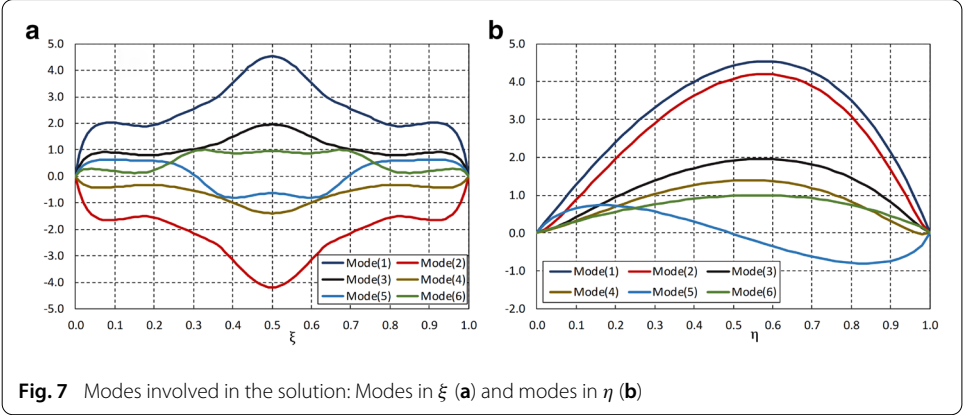 a
5.0
4.0
3.0
2.0
1.0
0.0
-1.0
-2.0
-3.0
-4.0
-5.0
Mode(1) Mode(2)
Mode(3) Mode(4)
Mode(5) Mode(6)
0.0 0.1 0.2 0.3 0.4 0.5 0.6 0.7 0.8 0.9 1.0
ξ
b
5.0
4.0
3.0
2.0
1.0
0.0
-1.0
-2.0
Mode(1) Mode(2) Mode(3)
Mode(4) Mode(5) Mode(6)
0.0 0.1 0.2 0.3 0.4 0.5 0.6 0.7 0.8 0.9 1.0
η
Fig. 7 Modes involved in the solution: Modes in ξ (a) and modes in η (b)